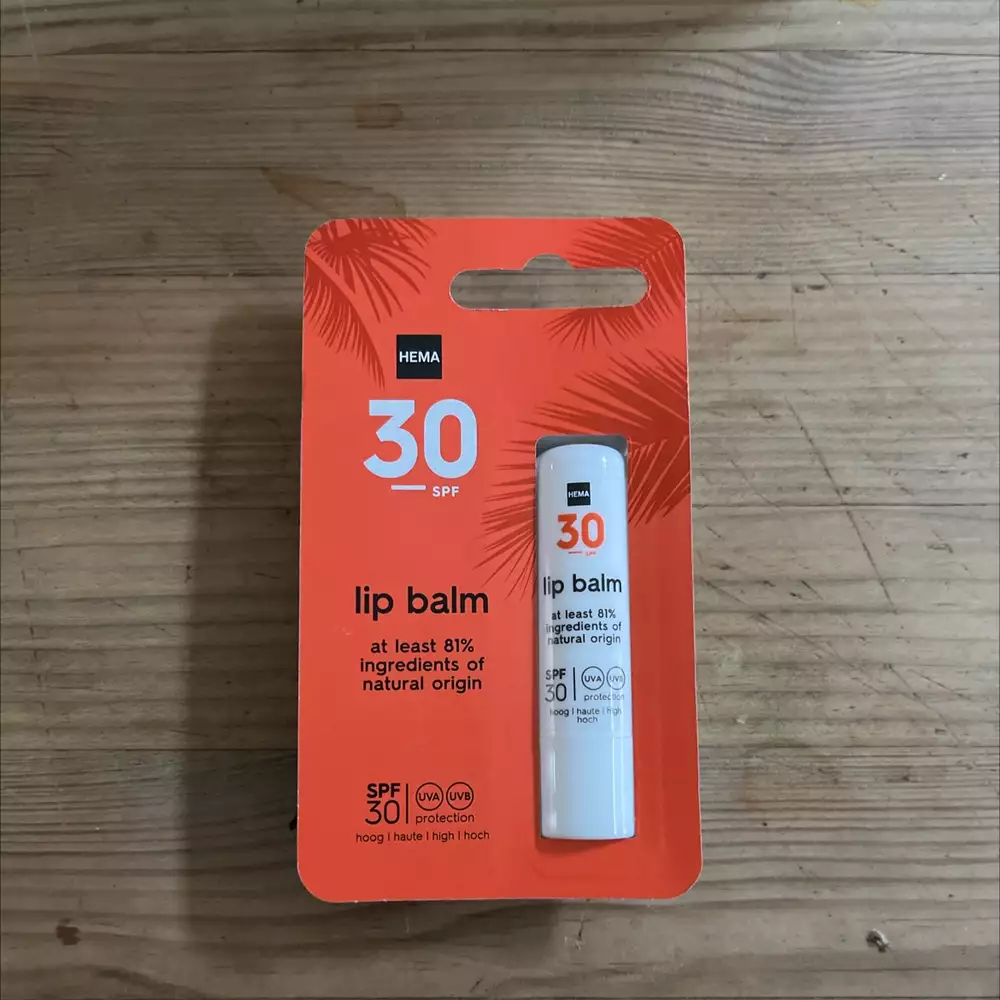 HEMA
30
SPF
lip balm
at least 81%
ingredients of
natural origin
SPF
30
UVA UVB
protection
hoog | haute | high | hoch
HEMA
30
SPF
lip balm
at least 81%
ingredients of
natural origin
SPF
30
UVA UVB
protection
hoog | haute | high
hoch